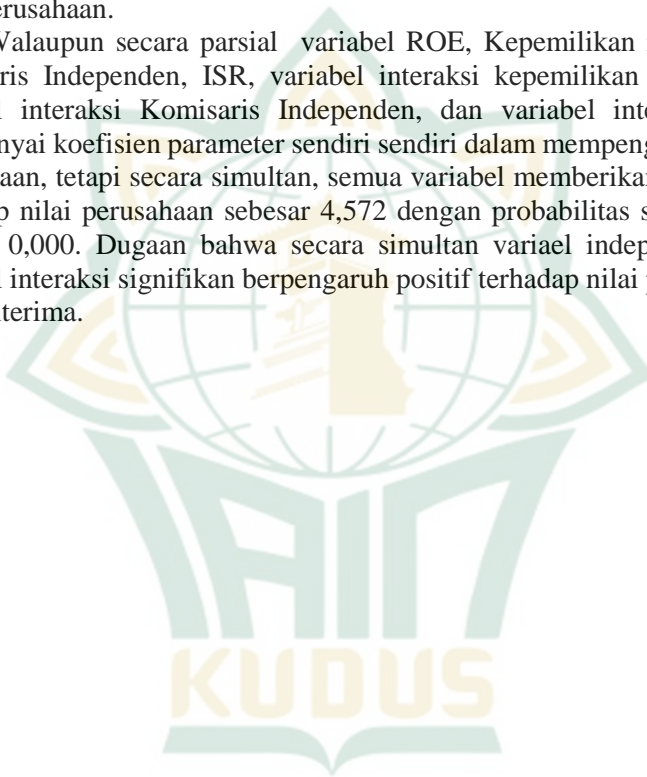 erusahaan.
Walaupun secara parsial variabel ROE, Kepemilikan
ris Independen, ISR, variabel interaksi kepemilikan
l interaksi Komisaris Independen, dan variabel inte
nyai koefisien parameter sendiri sendiri dalam mempeng
aan, tetapi secara simultan, semua variabel memberikan
p nilai perusahaan sebesar 4,572 dengan probabilitas s
0,000. Dugaan bahwa secara simultan variael indep
l interaksi signifikan berpengaruh positif terhadap nilai
iterima.
IAIN
KUDUS